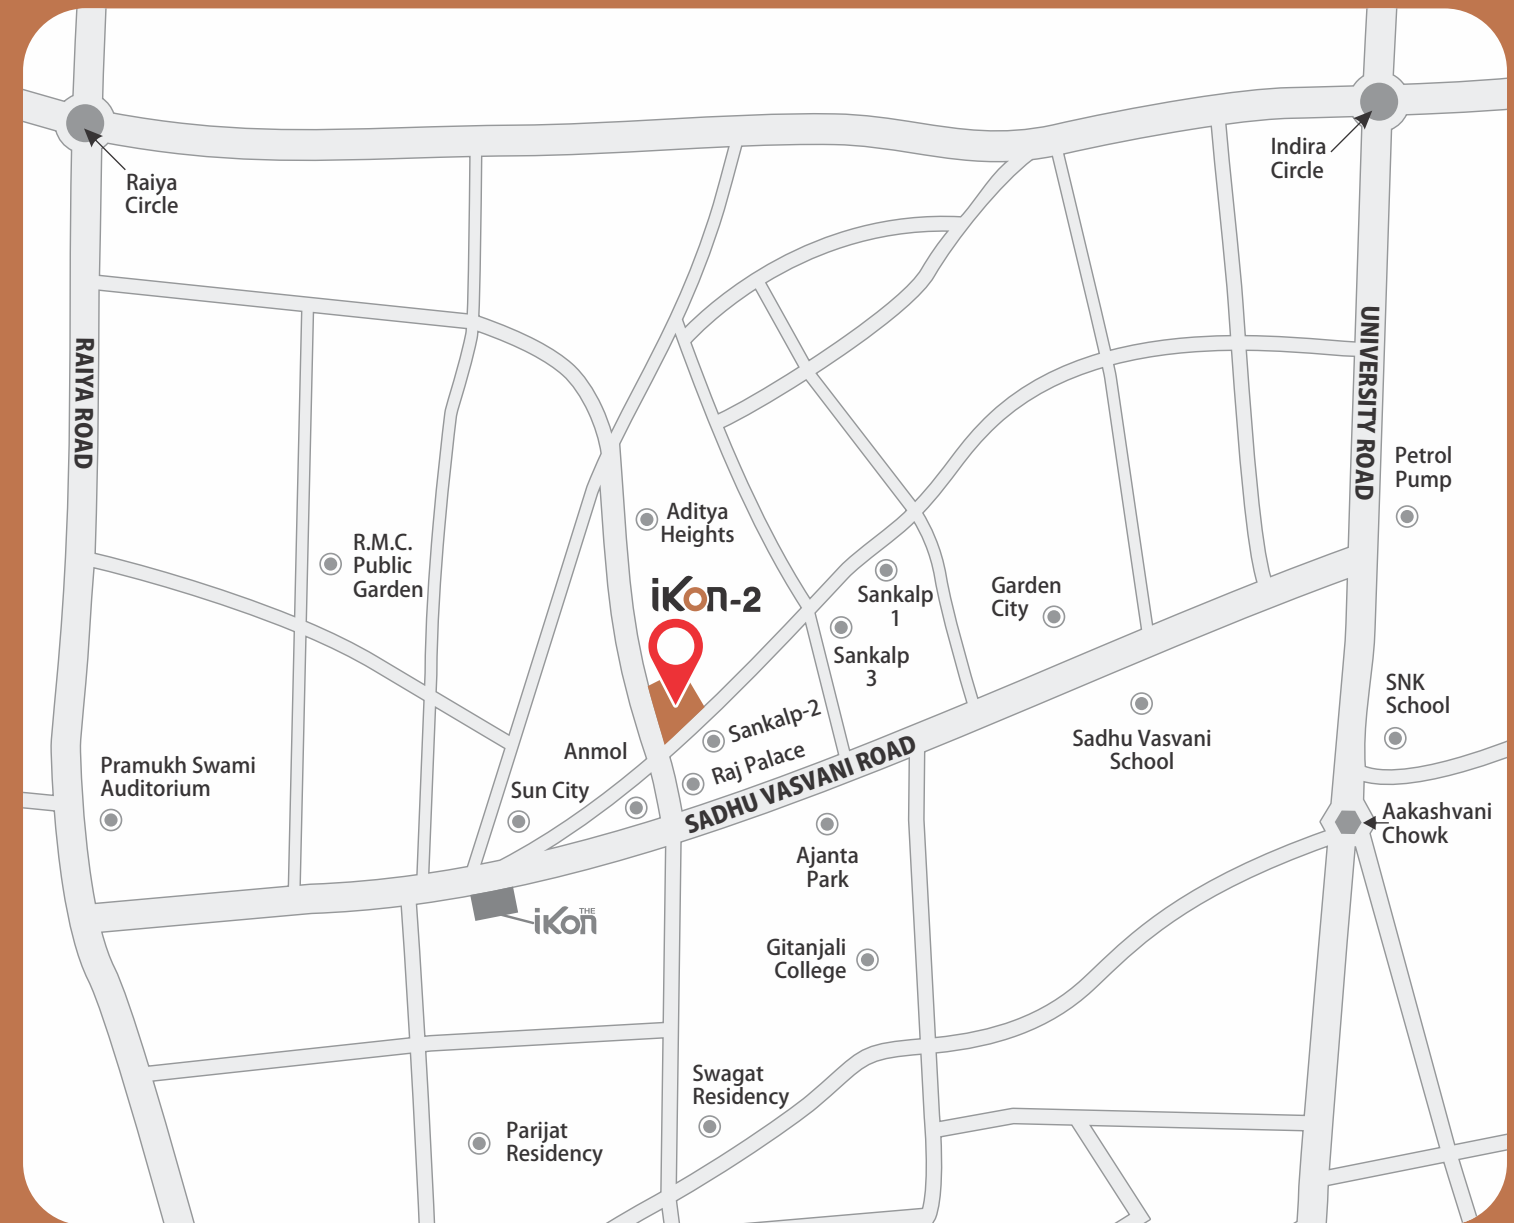 Raiya
Circle
Indira
Circle
RAIYA ROAD
UNIVERSITY ROAD
Petrol
Pump
Aditya
Heights
R.M.C.
Public
Garden
iKon-2
Sankalp
1
Garden
City
Sankalp
3
SNK
School
Sankalp-2
Raj Palace
SADHU VASVANI ROAD
Sadhu Vasvani
School
Anmol
Sun City
Pramukh Swami
Auditorium
Aakashvani
Chowk
Ajanta
Park
THE
iKon
Gitanjali
College
Swagat
Residency
Parijat
Residency